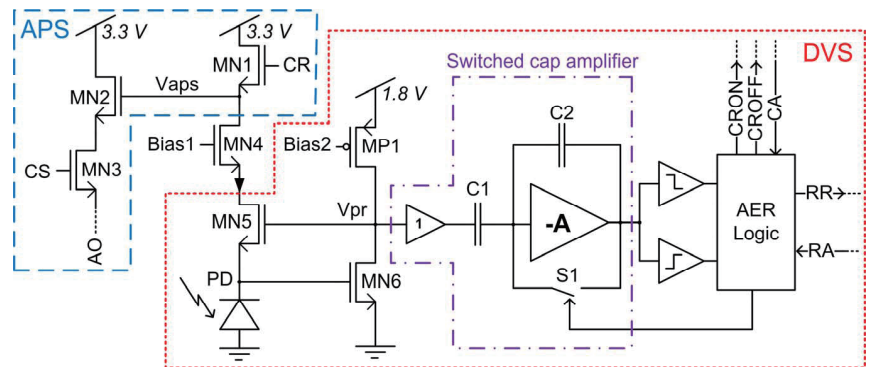 APS
3.3 V
3.3 V
DVS
MN1
CR
Switched cap amplifier
MN2
Vaps
1.8 V
C2
CRON
CROFF
CA
Bias1
MN4
Bias2
MP1
CS
MN3
C1
AER
Logic
RR
MN5
Vpr
1
-A
RA
AO
PD
MN6
S1